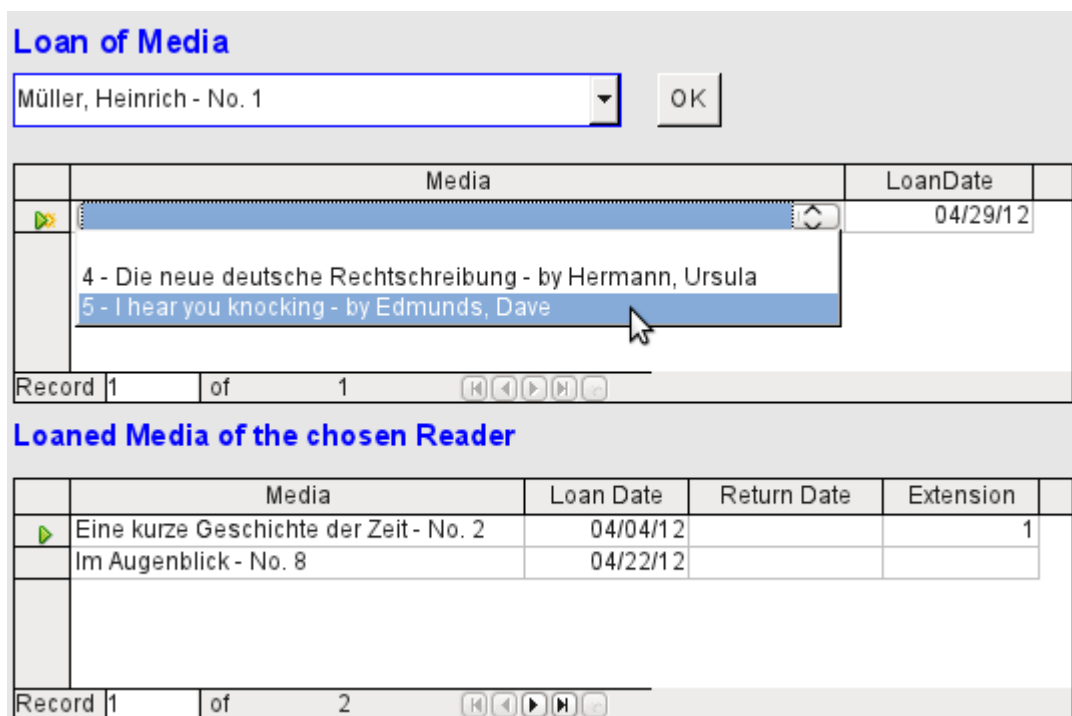 Loan of Media
Müller, Heinrich - No. 1 OK
Media LoanDate
04/29/12
4 - Die neue deutsche Rechtschreibung - by Hermann, Ursula
5 - I hear you knocking - by Edmunds, Dave
Record 1 of 1
Loaned Media of the chosen Reader
Media Loan Date Return Date Extension
Eine kurze Geschichte der Zeit - No. 2 04/04/12 1
Im Augenblick - No. 8 04/22/12
Record 1 of 2